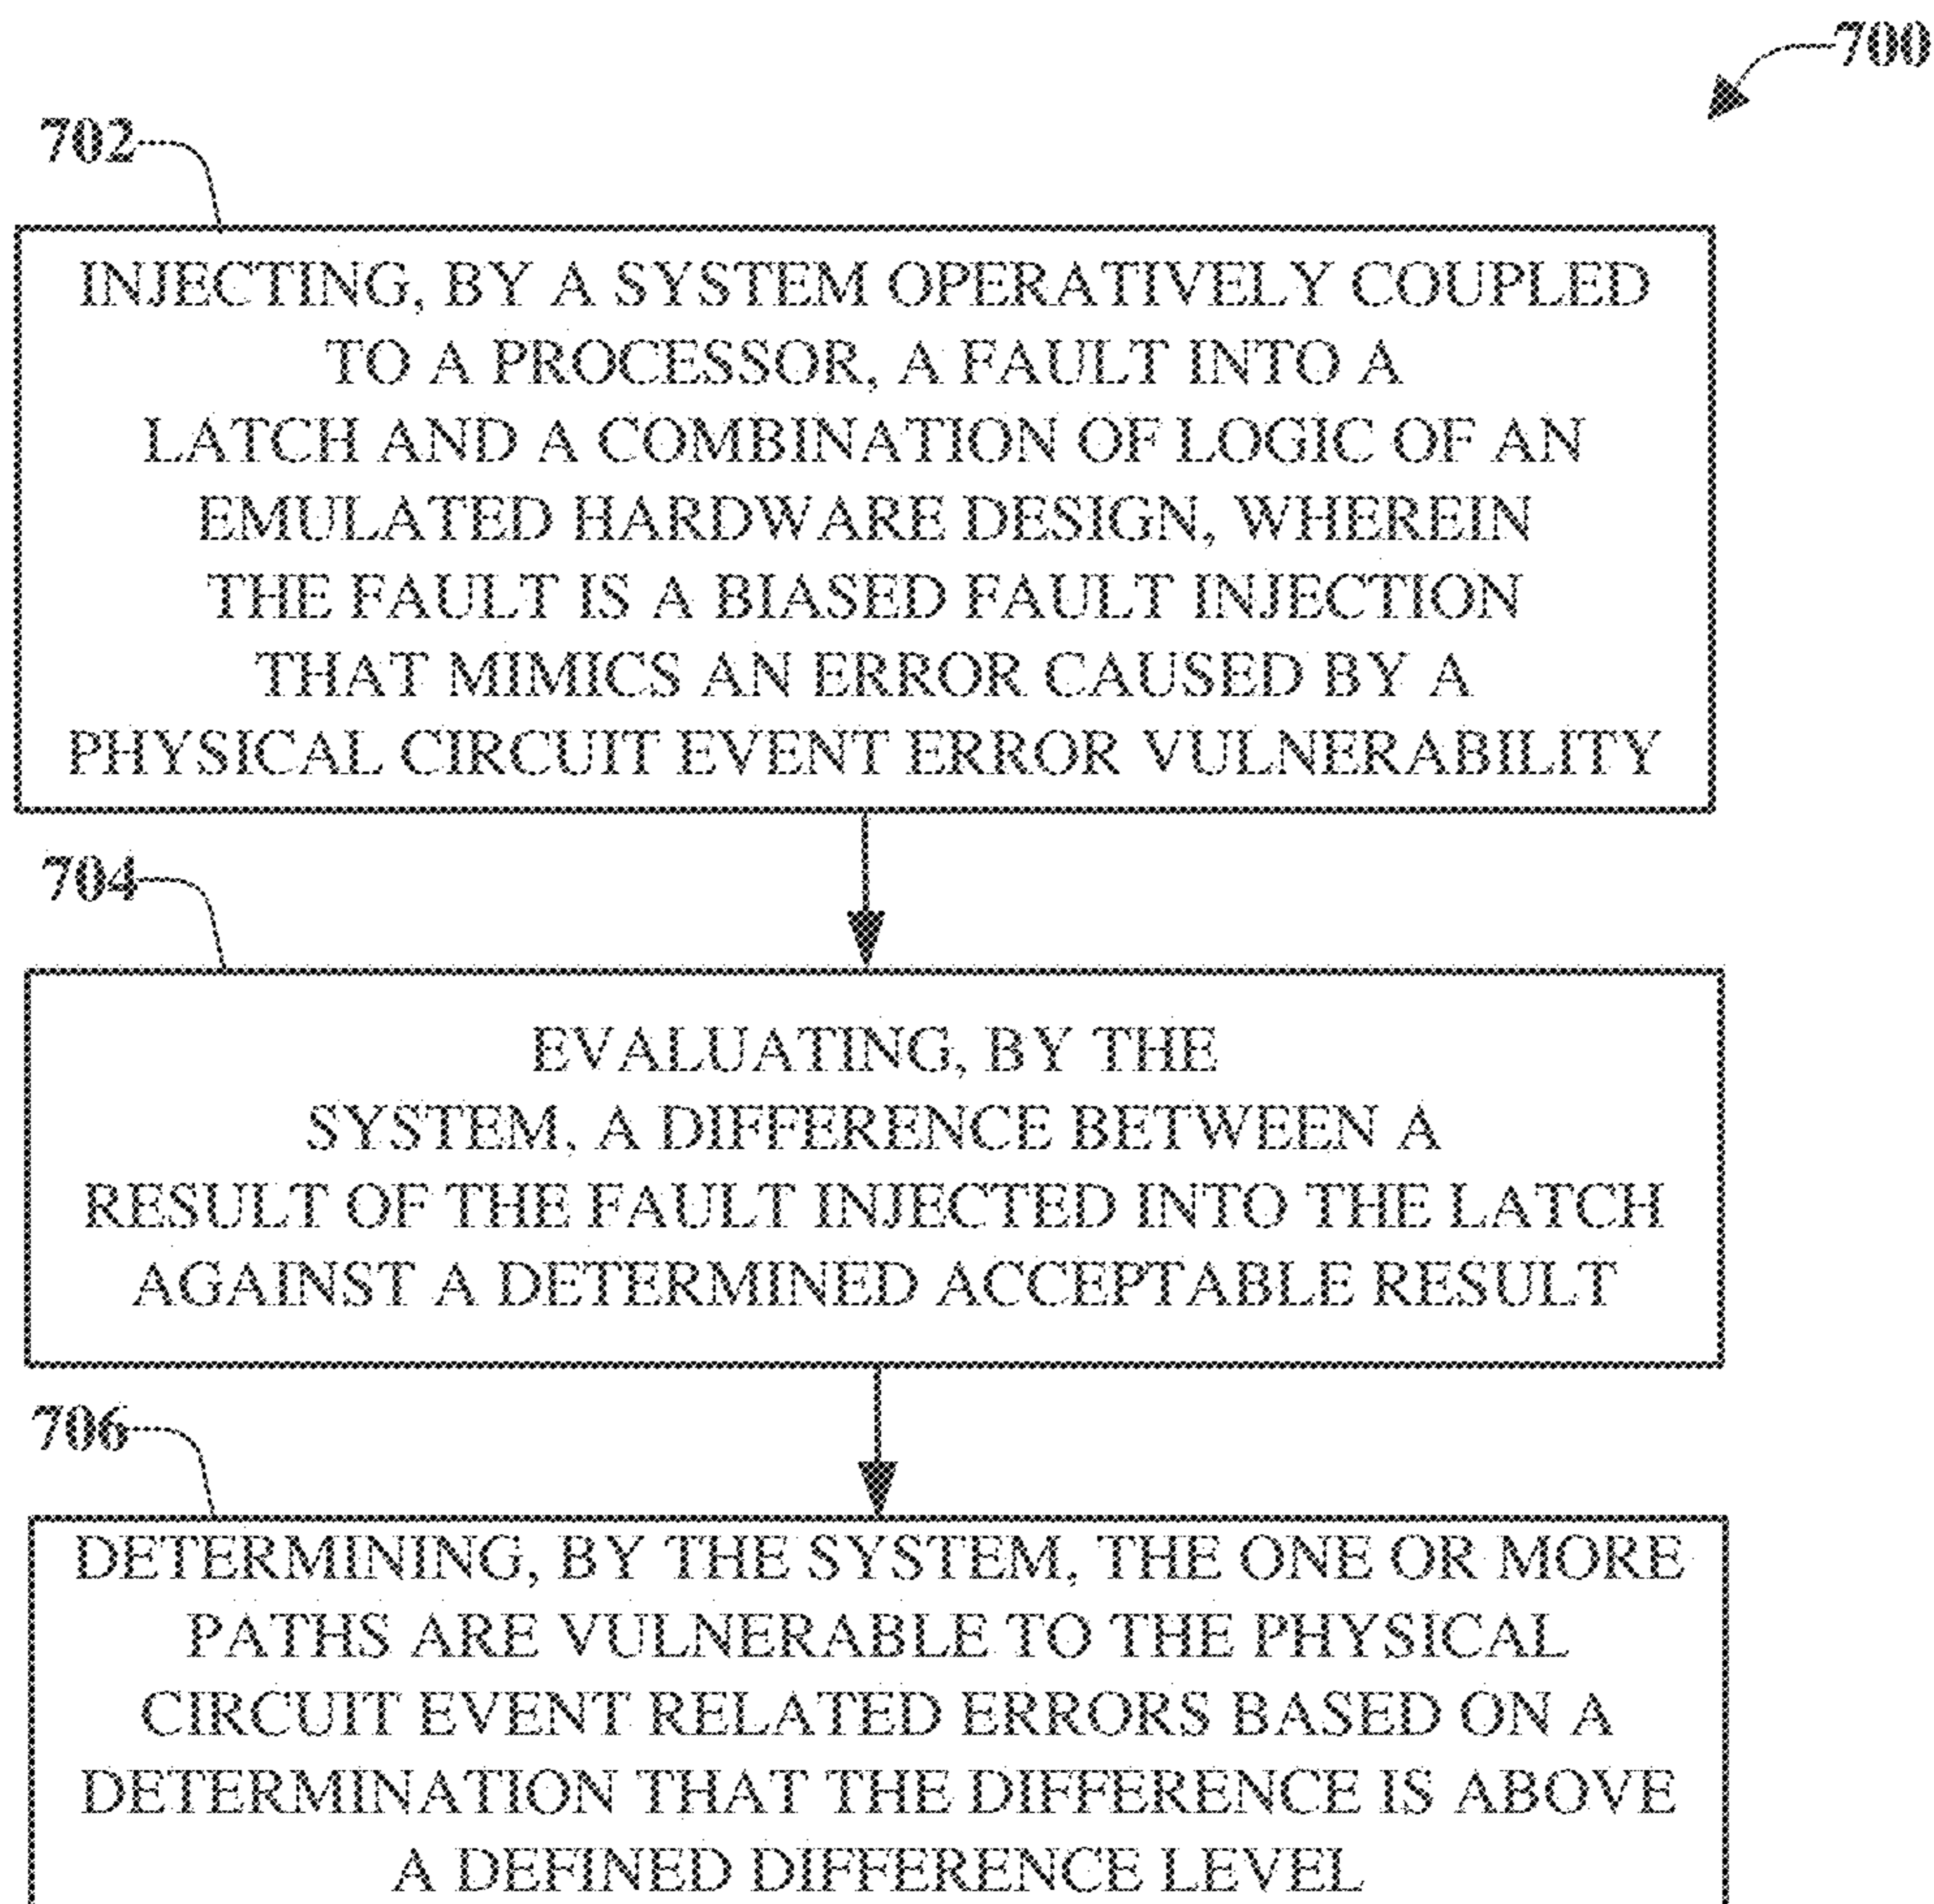 700
702
INJECTING, BY A SYSTEM OPERATIVELY COUPLED
TO A PROCESSOR, A FAULT INTO A
LATCH AND A COMBINATION OF LOGIC OF AN
EMULATED HARDWARE DESIGN, WHEREIN
THE FAULT IS A BIASED FAULT INJECTION
THAT MIMICS AN ERROR CAUSED BY A
PHYSICAL CIRCUIT EVENT ERROR VULNERABILITY
704
EVALUATING, BY THE
SYSTEM, A DIFFERENCE BETWEEN A
RESULT OF THE FAULT INJECTED INTO THE LATCH
AGAINST A DETERMINED ACCEPTABLE RESULT
706
DETERMINING, BY THE SYSTEM, THE ONE OR MORE
PATHS ARE VULNERABLE TO THE PHYSICAL
CIRCUIT EVENT RELATED ERRORS BASED ON A
DETERMINATION THAT THE DIFFERENCE IS ABOVE
A DEFINED DIFFERENCE LEVEL